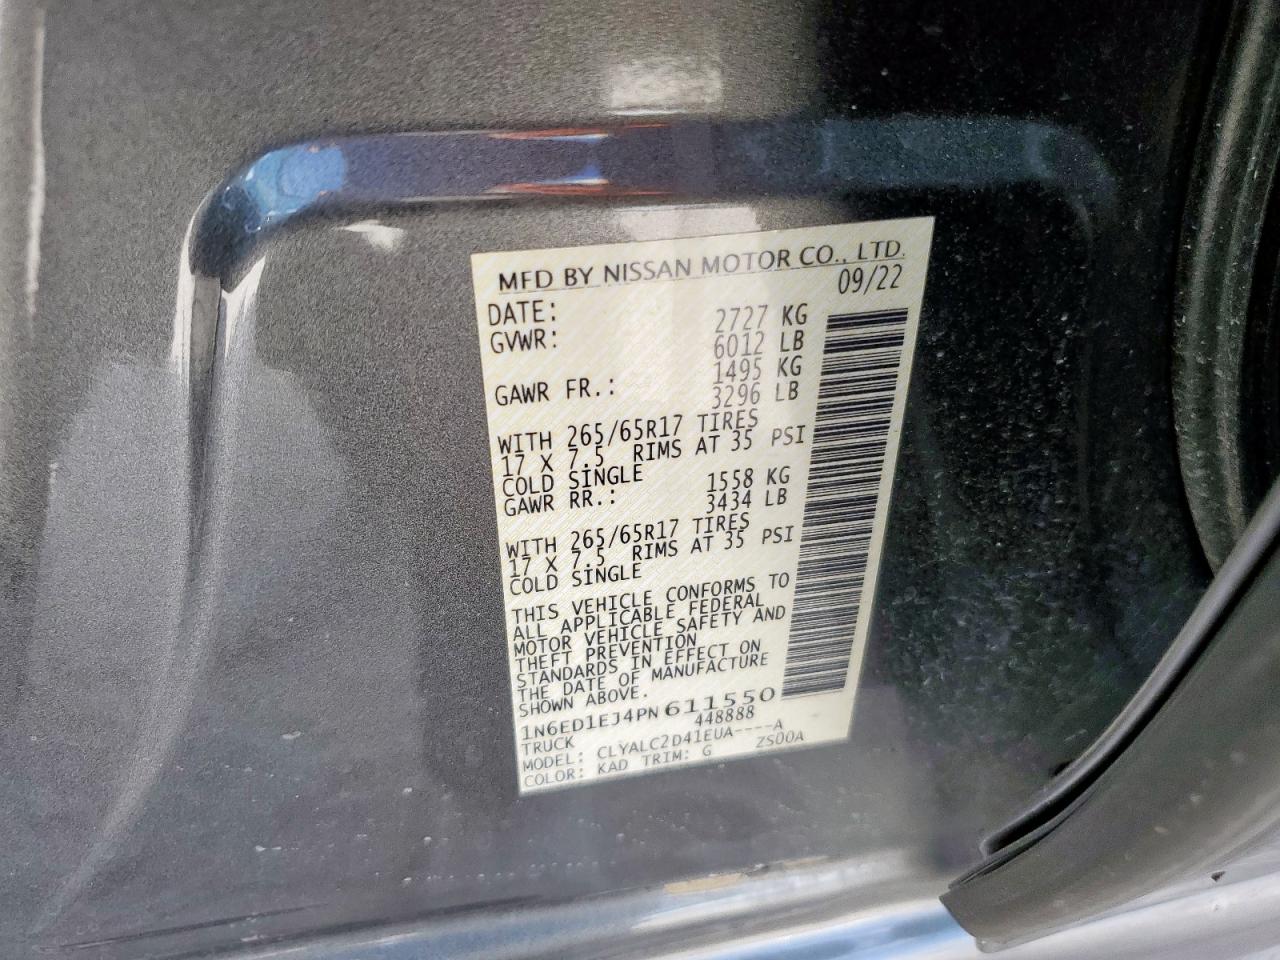 MFD BY NISSAN MOTOR CO., LTD.
DATE: 09/22
GVWR: 2727 KG
6012 LB
GAWR FR.: 1495 KG
3296 LB
WITH 265/65R17 TIRES
17 X 7.5 RIMS AT 35 PSI
COLD SINGLE
GAWR RR.: 1558 KG
3434 LB
WITH 265/65R17 TIRES
17 X 7.5 RIMS AT 35 PSI
COLD SINGLE
THIS VEHICLE CONFORMS TO
ALL APPLICABLE FEDERAL
MOTOR VEHICLE SAFETY AND
THEFT PREVENTION
STANDARDS IN EFFECT ON
THE DATE OF MANUFACTURE
SHOWN ABOVE.
1N6ED1EJ4PN611550
TRUCK 448888
MODEL: CLYALC2D41EUA----A
COLOR: KAD TRIM: G ZS00A